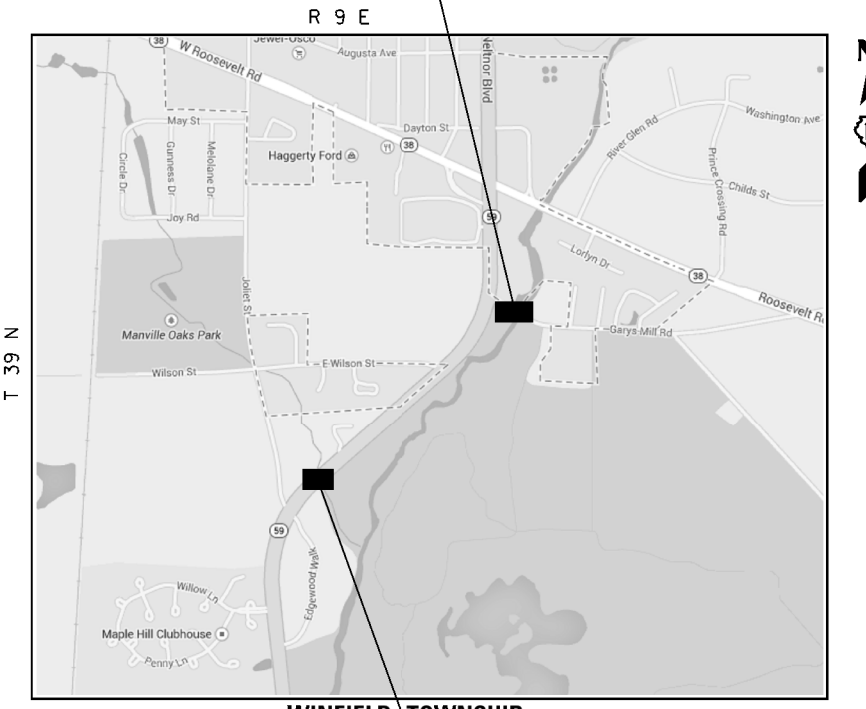 R 9 E
38
W Roosevelt Rd
Jewel-Osco
Augusta Ave
Neltnor Blvd
May St
Dayton St
38
Haggerty Ford
Circle Dr
Gunness Dr
Melolane Dr
River Glen Rd
Washington Ave
Prince Crossing Rd
Childs St
Joy Rd
59
Lorlyn Dr
38
Roosevelt R
Joliet St
Manville Oaks Park
Garys Mill Rd
T 39 N
Wilson St
E Wilson St
59
Edgewood Walk
Willow Ln
Maple Hill Clubhouse
Penny Ln
WINFIELD TOWNSHIP